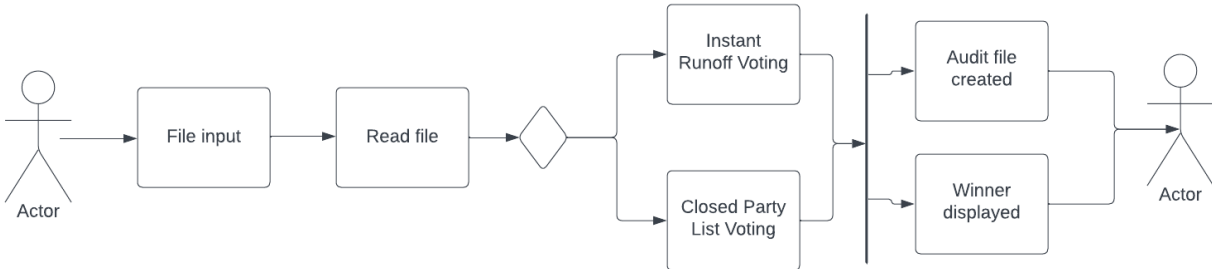 Actor
File input
Read file
Instant
Runoff Voting
Closed Party
List Voting
Audit file
created
Winner
displayed
Actor